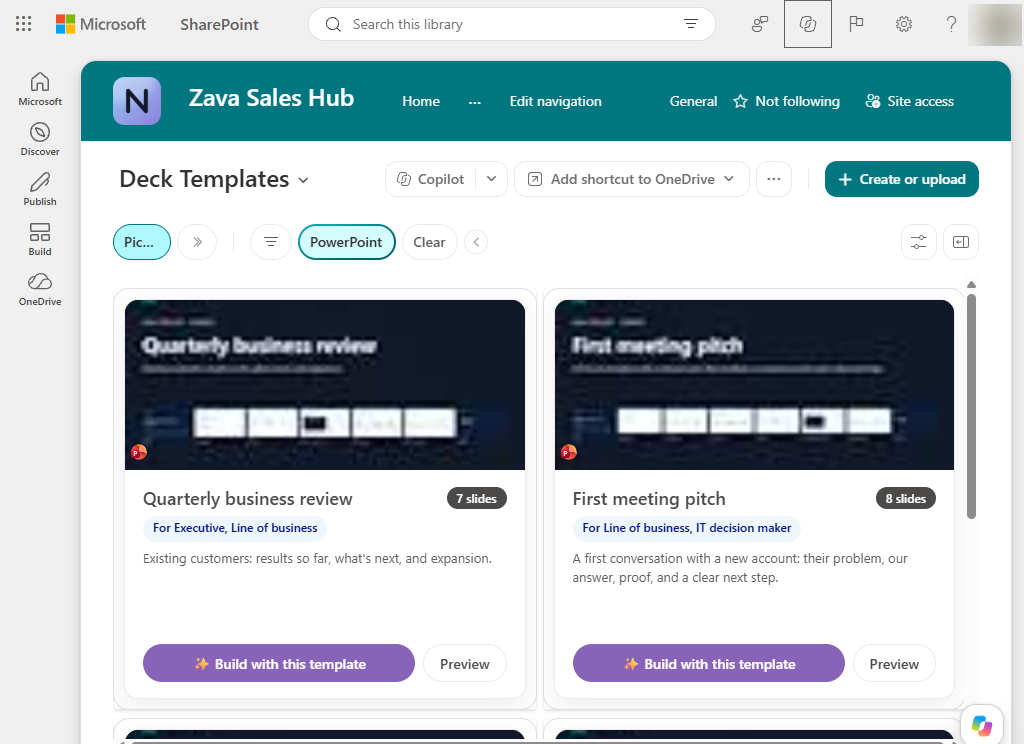 Microsoft
SharePoint
Search this library
Microsoft
Discover
Publish
Build
OneDrive
N
Zava Sales Hub
Home
...
Edit navigation
General
Not following
Site access
Deck Templates
Copilot
Add shortcut to OneDrive
...
+ Create or upload
Pic...
PowerPoint
Clear
Quarterly business review
Quarterly business review
7 slides
For Executive, Line of business
Existing customers: results so far, what's next, and expansion.
✨ Build with this template
Preview
First meeting pitch
First meeting pitch
8 slides
For Line of business, IT decision maker
A first conversation with a new account: their problem, our
answer, proof, and a clear next step.
✨ Build with this template
Preview